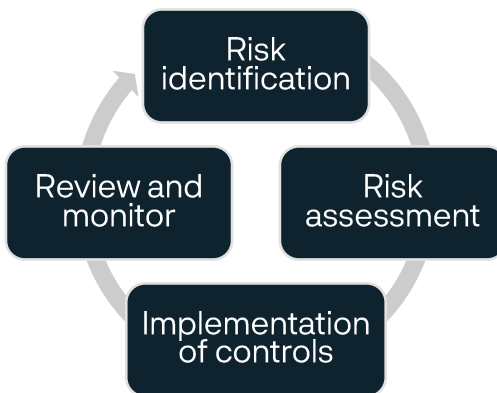 Risk
identification
Risk
assessment
Implementation
of controls
Review and
monitor